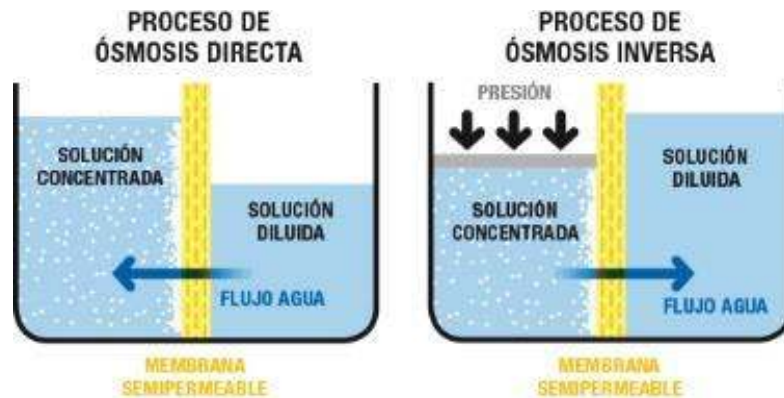 PROCESO DE
ÓSMOSIS DIRECTA
SOLUCIÓN
CONCENTRADA
SOLUCIÓN
DILUIDA
FLUJO AGUA
MEMBRANA
SEMIPERMEABLE
PROCESO DE
ÓSMOSIS INVERSA
PRESIÓN
SOLUCIÓN
DILUIDA
SOLUCIÓN
CONCENTRADA
FLUJO AGUA
MEMBRANA
SEMIPERMEABLE